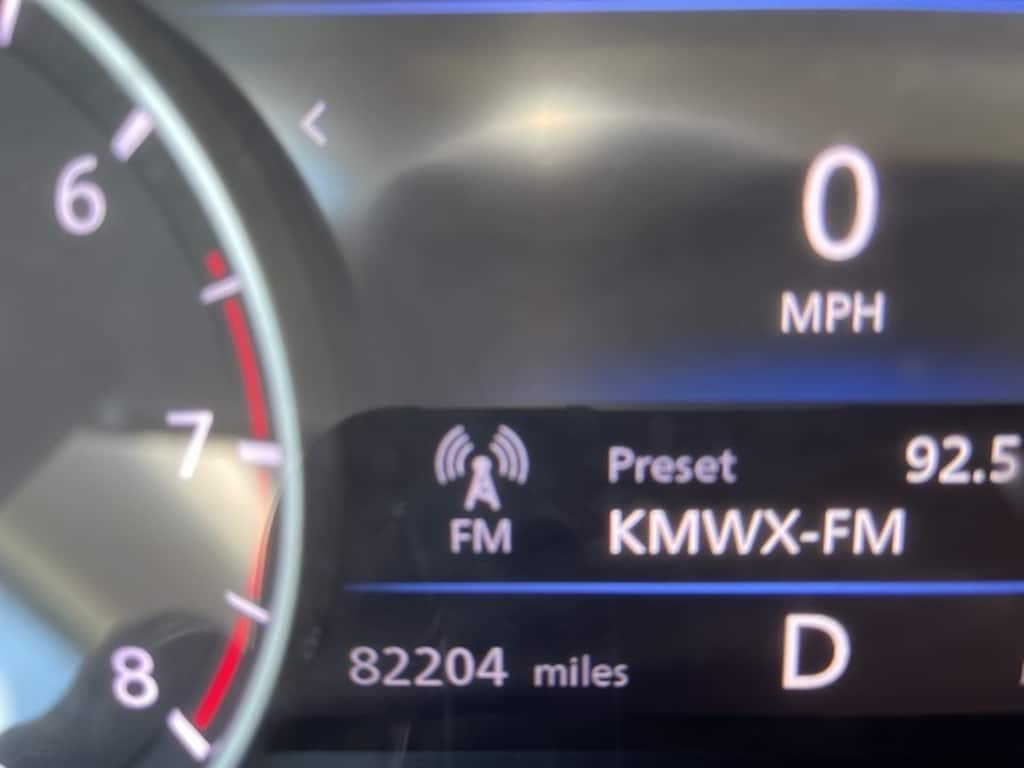 6
7
8
0
MPH
FM
Preset 92.5
KMWX-FM
82204 miles
D